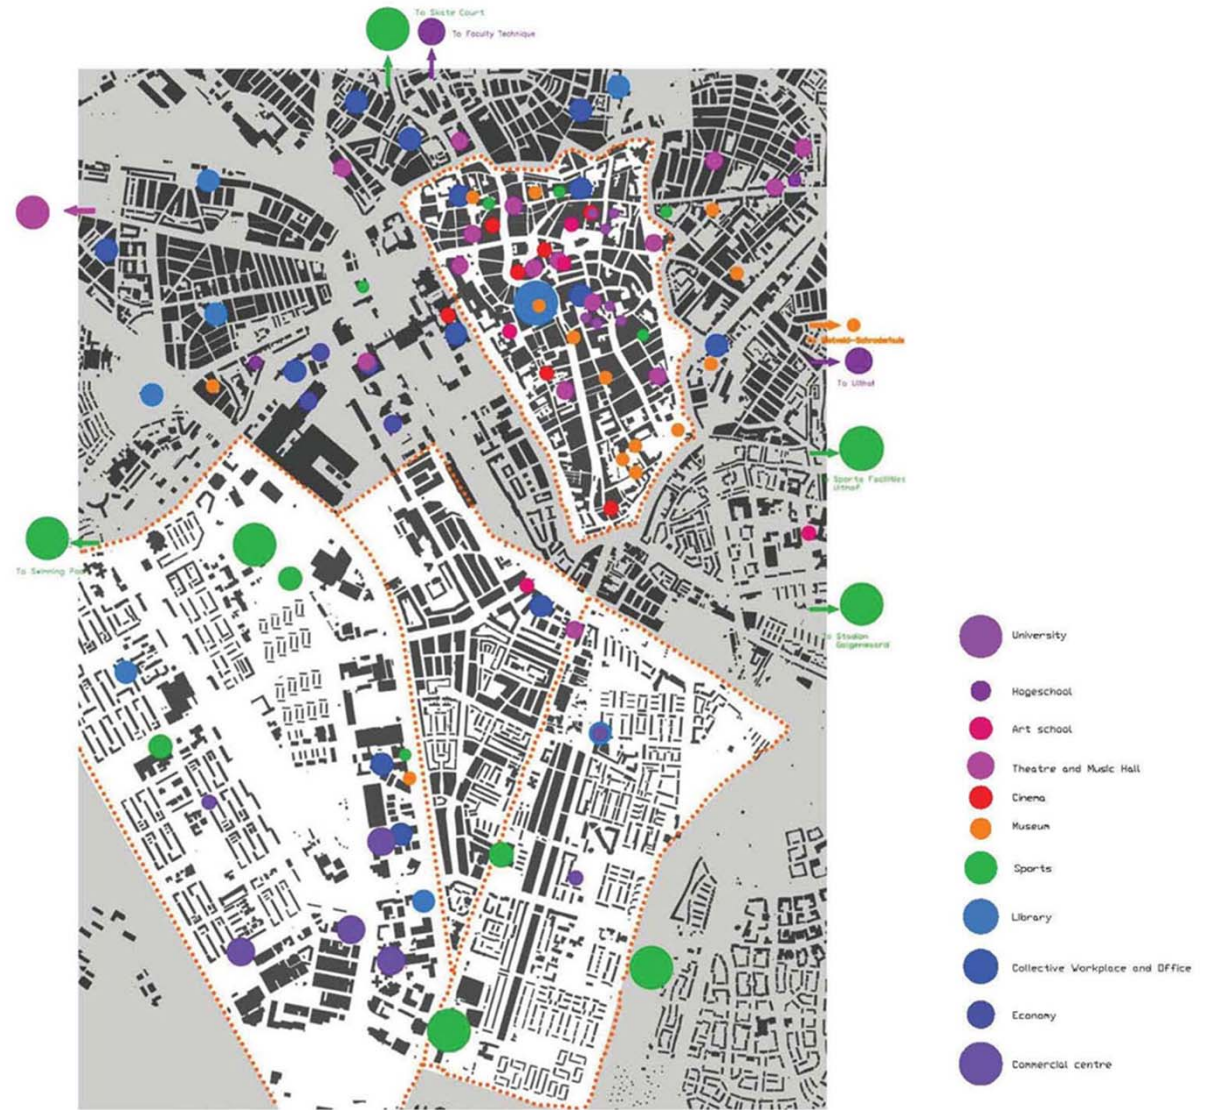 To Skate Court
To Faculty Technique
To Uithof
To Sports Facilities
Uithof
To Swimming Pool
To Stadion
Galgenwaard
University
Hogeschool
Art school
Theatre and Music Hall
Cinema
Museum
Sports
Library
Collective Workplace and Office
Economy
Commercial centre